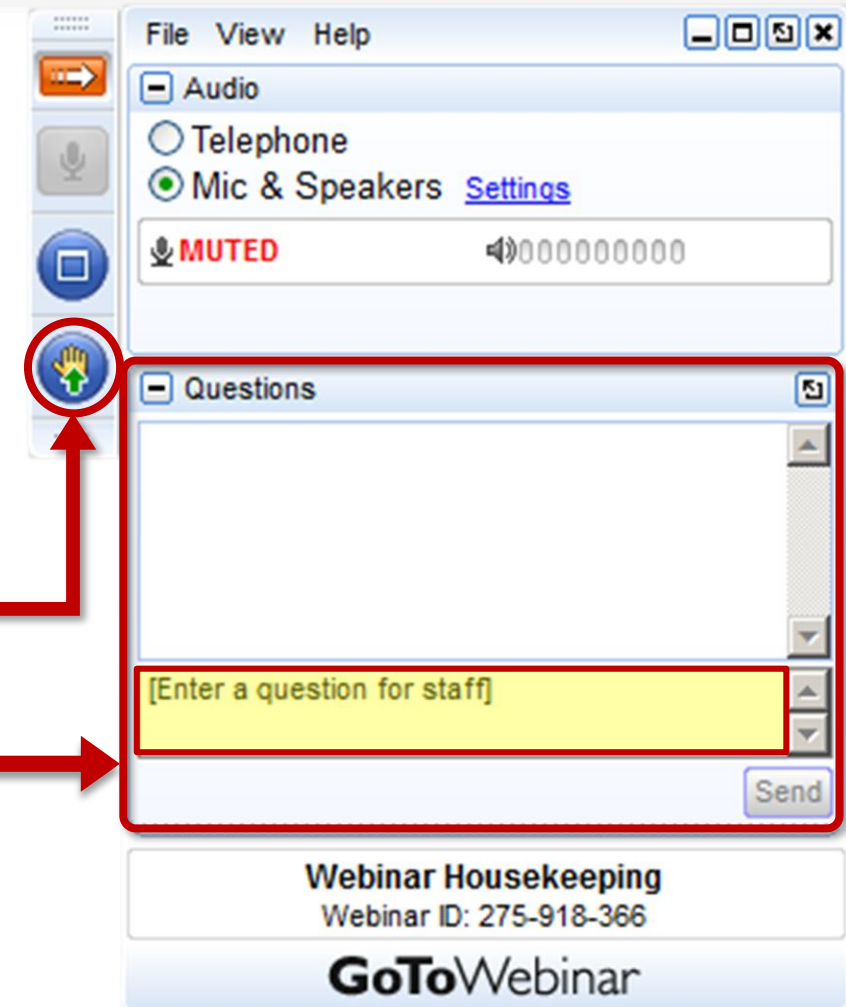 File View Help
Audio
Telephone
Mic & Speakers Settings
MUTED 000000000
Questions
[Enter a question for staff]
Send
Webinar Housekeeping
Webinar ID: 275-918-366
GoToWebinar